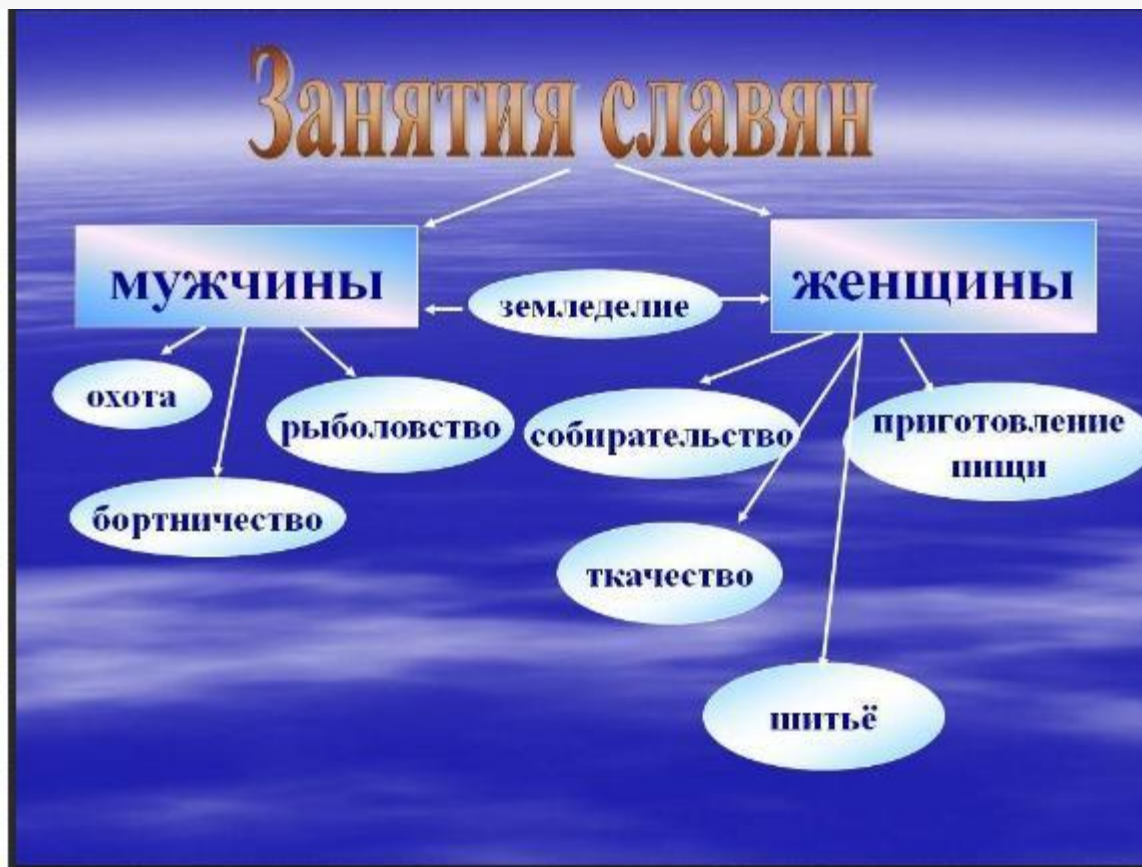 Занятия славян
мужчины
женщины
земледелие
охота
рыболовство
собирательство
приготовление
пищи
бортничество
ткачество
шитьё